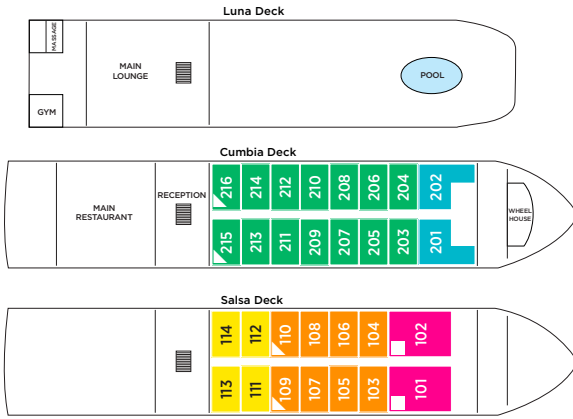 Luna Deck
MASSAGE
MAIN
LOUNGE
POOL
GYM
Cumbia Deck
216 214 212 210 208 206 204 202
RECEPTION
MAIN
RESTAURANT
WHEEL
HOUSE
215 213 211 209 207 205 203 201
Salsa Deck
114 112 110 108 106 104 102
113 111 109 107 105 103 101